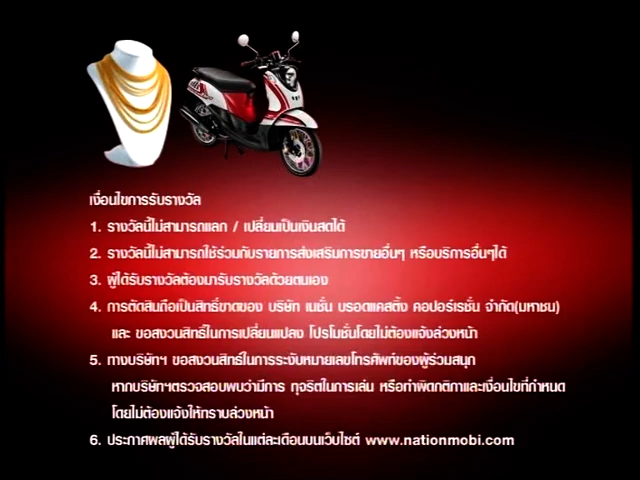 เงื่อนไขการรับรางวัล
1. รางวัลนี้ไม่สามารถแลก / เปลี่ยนเป็นเงินสดได้
2. รางวัลนี้ไม่สามารถใช้ร่วมกับรายการส่งเสริมการขายอื่นๆ หรือบริการอื่นๆได้
3. ผู้ได้รับรางวัลต้องมารับรางวัลด้วยตนเอง
4. การตัดสินถือเป็นสิทธิ์ขาดของ บริษัท เนชั่น บรอดแคสติ้ง คอปอร์เรชั่น จำกัด(มหาชน)
และ ขอสงวนสิทธิ์ในการเปลี่ยนแปลง โปรโมชั่นโดยไม่ต้องแจ้งล่วงหน้า
5. ทางบริษัทฯ ขอสงวนสิทธิ์ในการระงับหมายเลขโทรศัพท์ของผู้ร่วมสนุก
หากบริษัทฯตรวจสอบพบว่ามีการ ทุจริตในการเล่น หรือทำผิดกติกาและเงื่อนไขที่กำหนด
โดยไม่ต้องแจ้งให้ทราบล่วงหน้า
6. ประกาศผลผู้ได้รับรางวัลในแต่ละเดือนบนเว็บไซต์ www.nationmobi.com